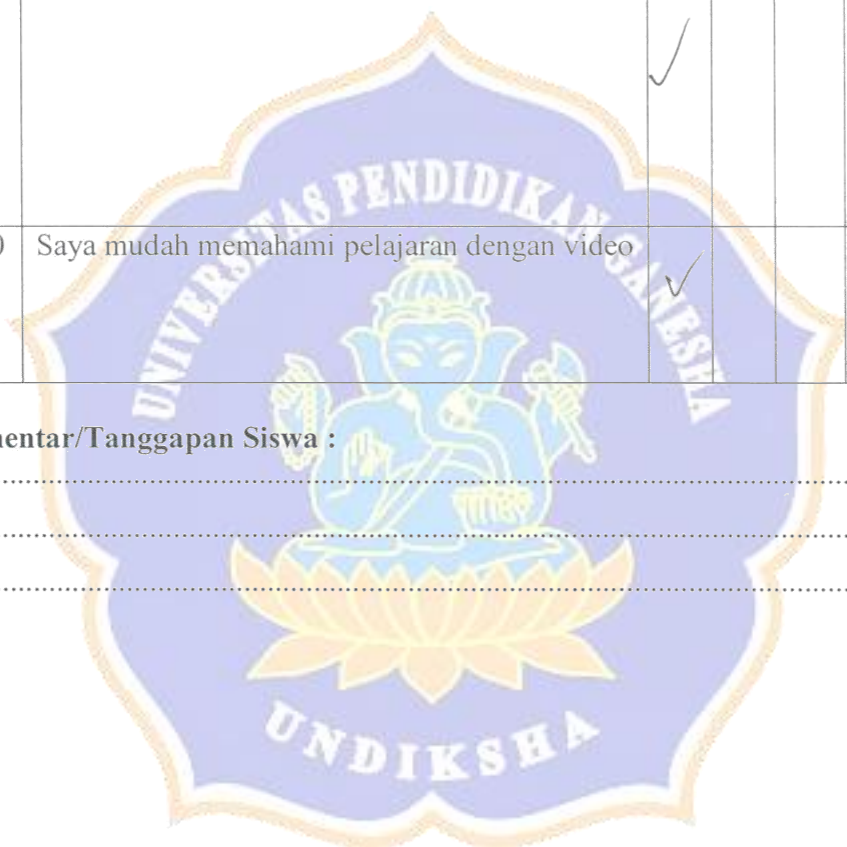 UNIVERSITAS PENDIDIKAN GANESHA
Saya mudah memahami pelajaran dengan video
entar/Tanggapan Siswa :
UNDIKSHA